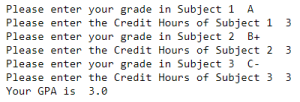 Please enter your grade in Subject 1  A
Please enter the Credit Hours of Subject 1  3
Please enter your grade in Subject 2  B+
Please enter the Credit Hours of Subject 2  3
Please enter your grade in Subject 3  C-
Please enter the Credit Hours of Subject 3  3
Your GPA is  3.0